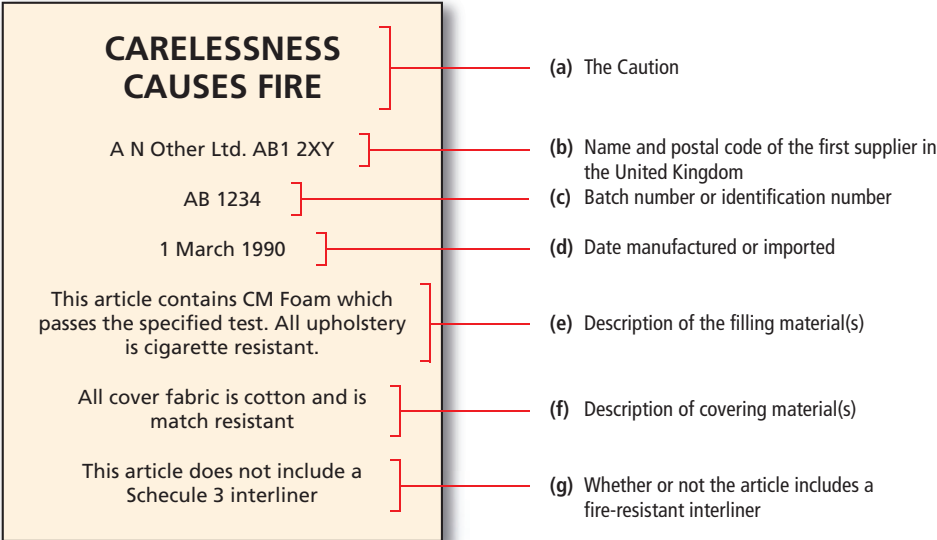 CARELESSNESS
CAUSES FIRE
(a) The Caution
A N Other Ltd. AB1 2XY
(b) Name and postal code of the first supplier in
the United Kingdom
AB 1234
(c) Batch number or identification number
1 March 1990
(d) Date manufactured or imported
This article contains CM Foam which
passes the specified test. All upholstery
is cigarette resistant.
(e) Description of the filling material(s)
All cover fabric is cotton and is
match resistant
(f) Description of covering material(s)
This article does not include a
Schecule 3 interliner
(g) Whether or not the article includes a
fire-resistant interliner